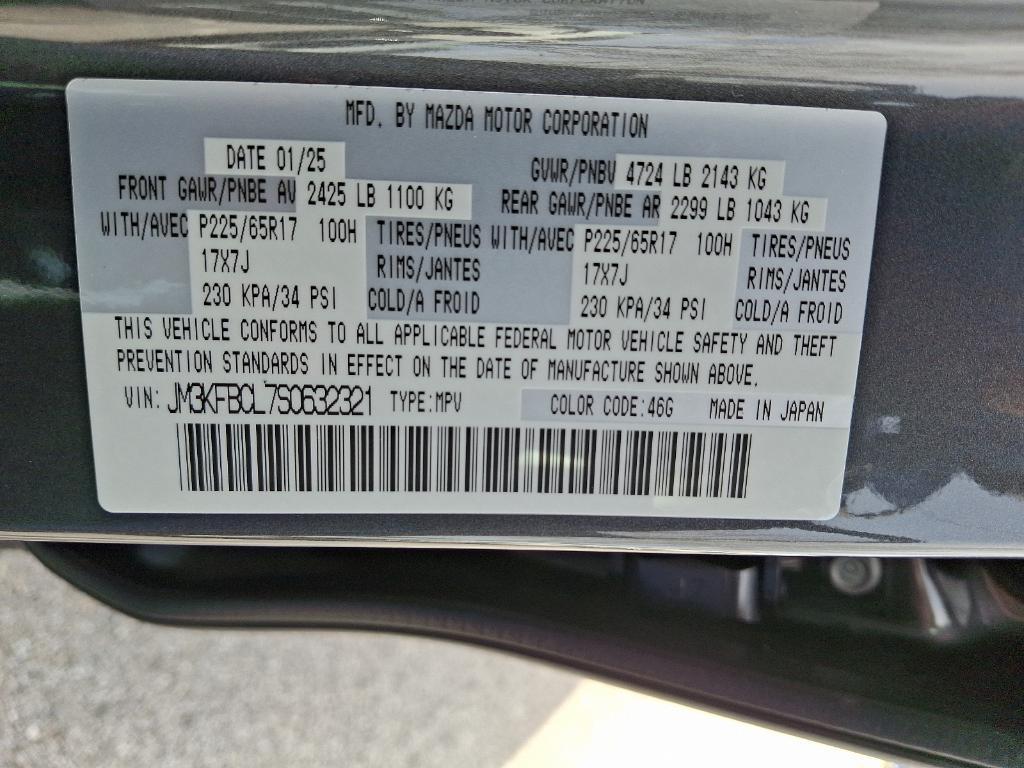 MFD. BY MAZDA MOTOR CORPORATION
DATE 01/25 GVWR/PNBV 4724 LB 2143 KG
FRONT GAWR/PNBE AV 2425 LB 1100 KG REAR GAWR/PNBE AR 2299 LB 1043 KG
WITH/AVEC P225/65R17 100H TIRES/PNEUS WITH/AVEC P225/65R17 100H TIRES/PNEUS
17X7J RIMS/JANTES 17X7J RIMS/JANTES
230 KPA/34 PSI COLD/A FROID 230 KPA/34 PSI COLD/A FROID
THIS VEHICLE CONFORMS TO ALL APPLICABLE FEDERAL MOTOR VEHICLE SAFETY AND THEFT
PREVENTION STANDARDS IN EFFECT ON THE DATE OF MANUFACTURE SHOWN ABOVE.
VIN: JM3KFBCL7S0632321 TYPE:MPV COLOR CODE:46G MADE IN JAPAN